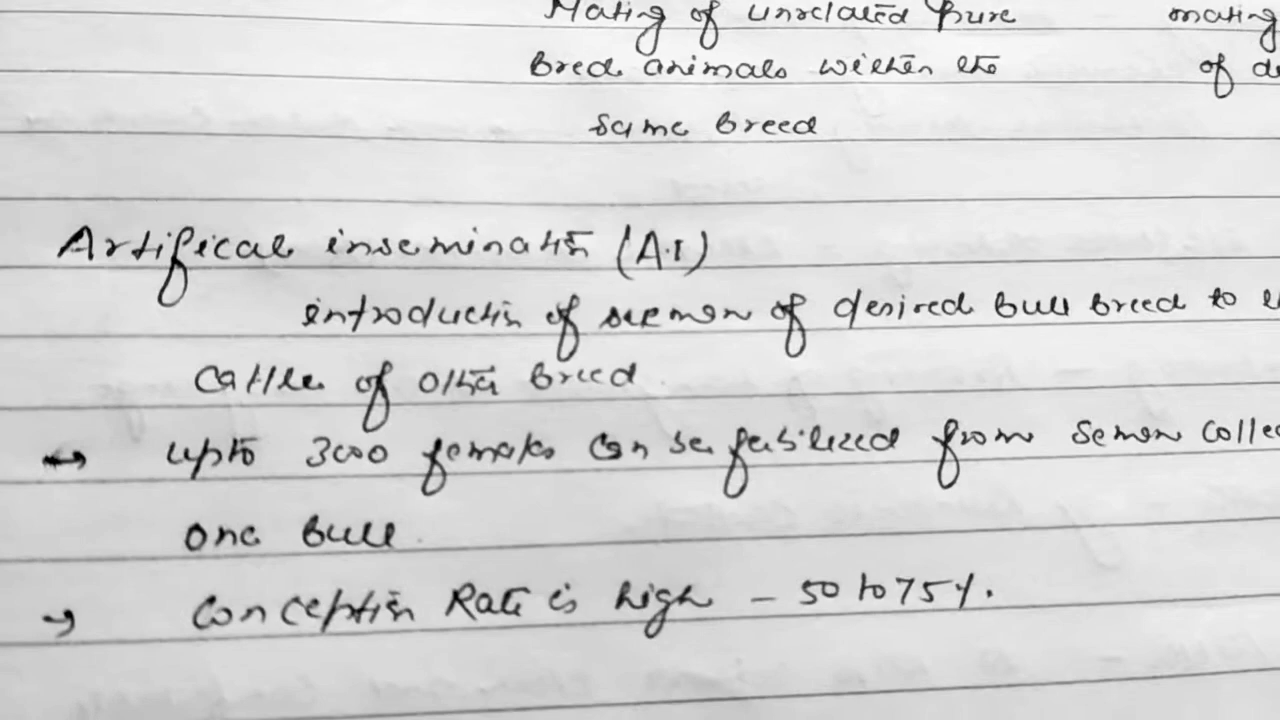 Mating of unrelated pure mating
bred animals within the of
same breed
Artifical insemination (A.I)
introduction of semen of desired bull breed to
cattle of other breed.
→ upto 3000 females can be fertilized from semen collec
one bull.
→ Conception Rate is high - 50 to 75%.